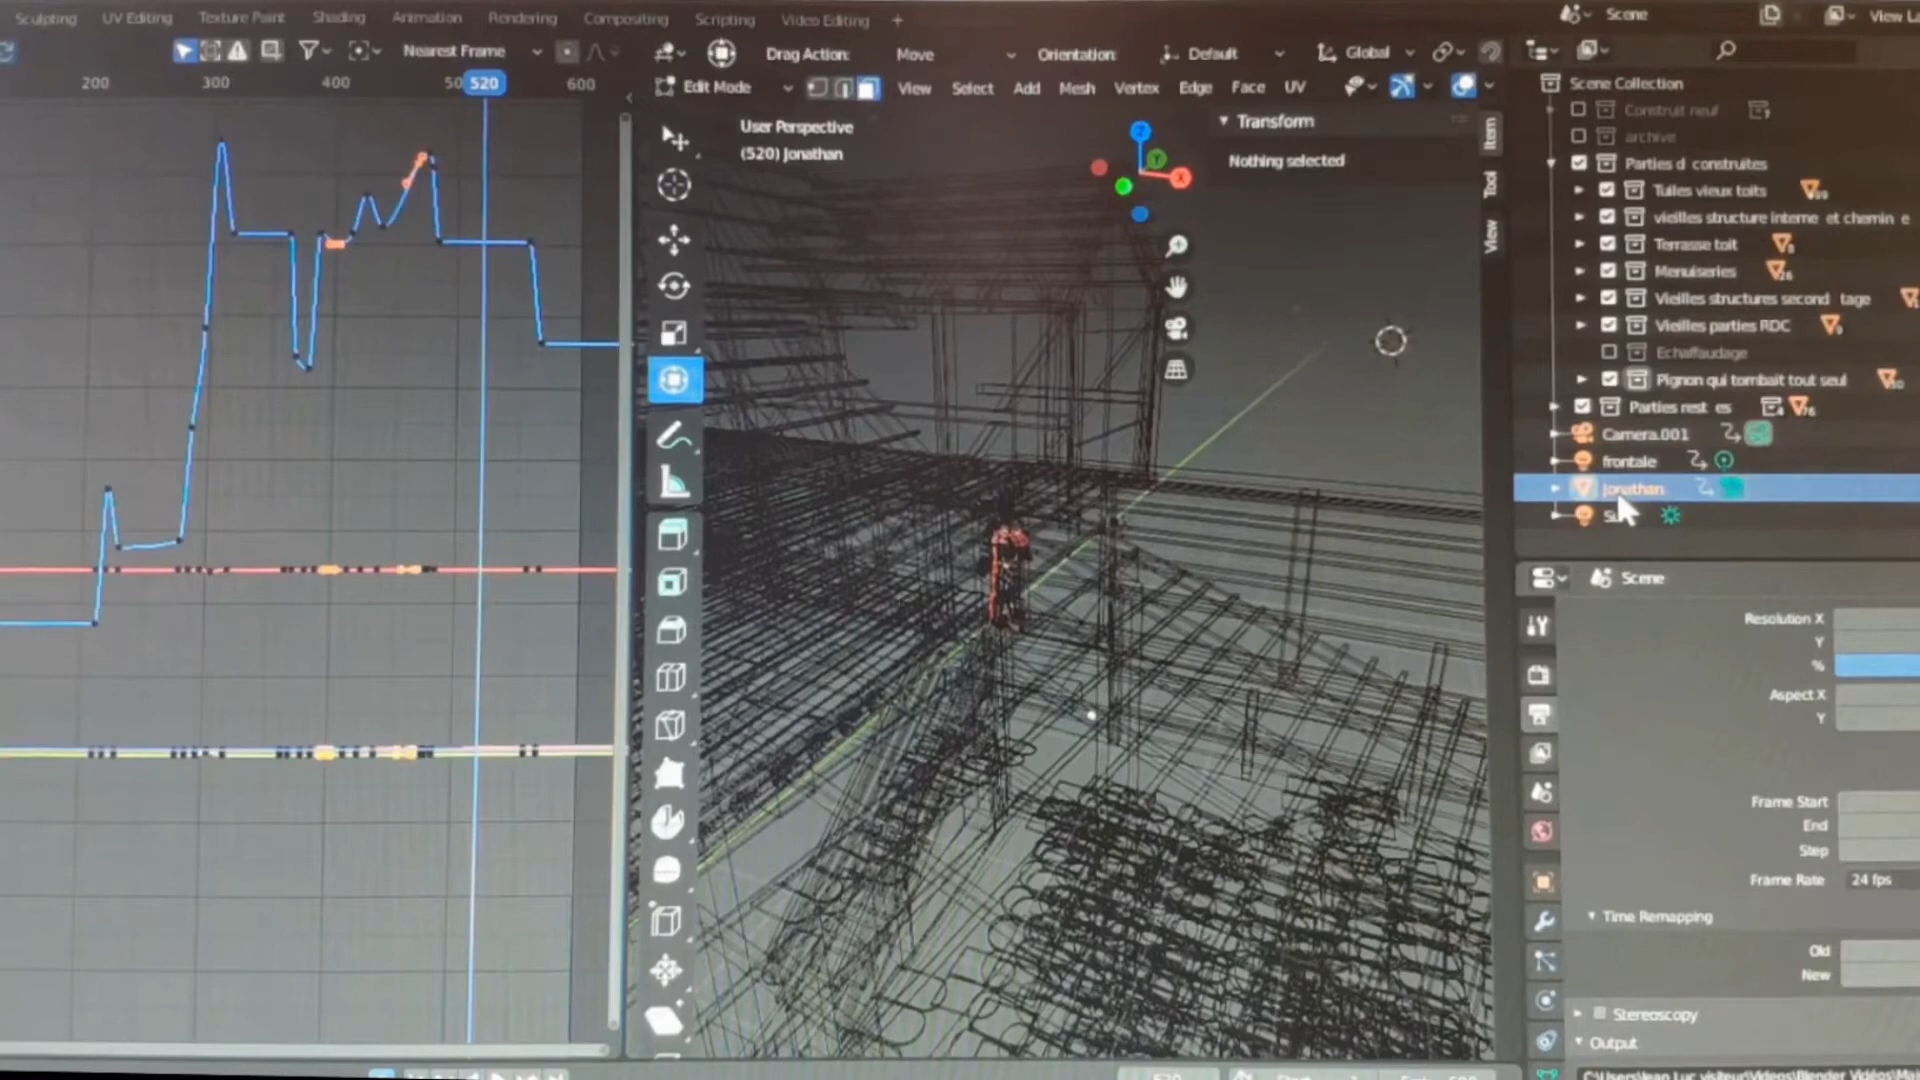 Sculpting UV Editing Texture Paint Shading Animation Rendering Compositing Scripting Video Editing +
Scene
View La
Nearest Frame
Drag Action: Move Orientation: Default Global
200 300 400 50 520 600
Edit Mode View Select Add Mesh Vertex Edge Face UV
User Perspective
(520) Jonathan
Transform
Nothing selected
Item
Tool
View
Z
Y
X
Scene Collection
Construit neuf
archive
Parties d construites
Tuiles vieux toits
vieilles structure interne et chemin e
Terrasse toit
Menuiseries
Vieilles structures second tage
Vieilles parties RDC
Echaffaudage
Pignon qui tombait tout seul
Parties rest es
Camera.001
frontale
Jonathan
Su
Scene
Resolution X
Y
%
Aspect X
Y
Frame Start
End
Step
Frame Rate 24 fps
Time Remapping
Old
New
Stereoscopy
Output